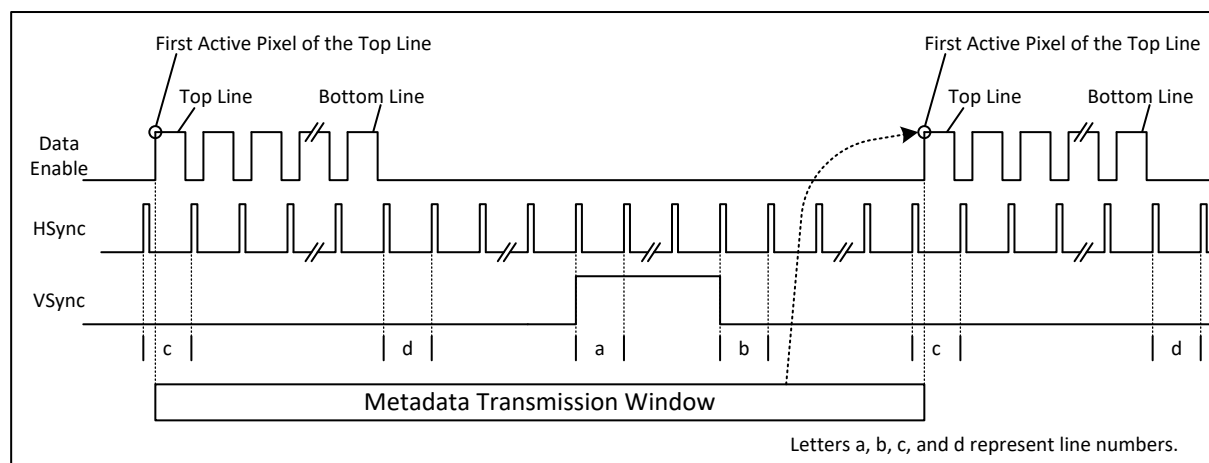 First Active Pixel of the Top Line
First Active Pixel of the Top Line
Top Line
Bottom Line
Top Line
Bottom Line
Data
Enable
HSync
VSync
c
d
a
b
c
d
Metadata Transmission Window
Letters a, b, c, and d represent line numbers.